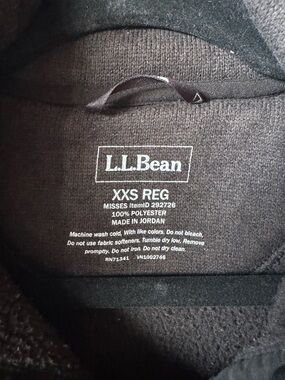 L.L.Bean
XXS REG
MISSES ItemID 292726
100% POLYESTER
MADE IN JORDAN
Machine wash cold, With like colors. Do not bleach.
Do not use fabric softeners. Tumble dry low. Remove
promptly. Do not iron. Do not dry clean.
RN71341 VN1002746